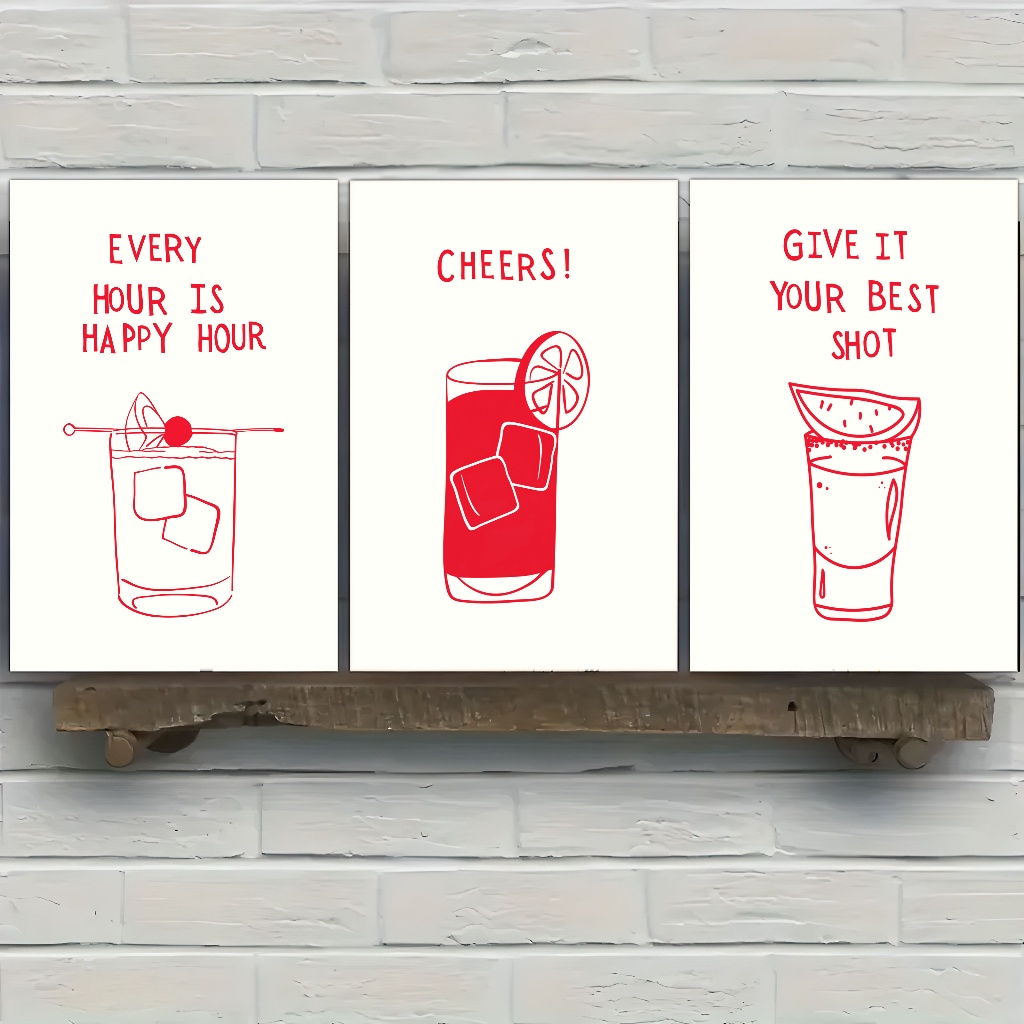 EVERY
HOUR IS
HAPPY HOUR
CHEERS!
GIVE IT
YOUR BEST
SHOT